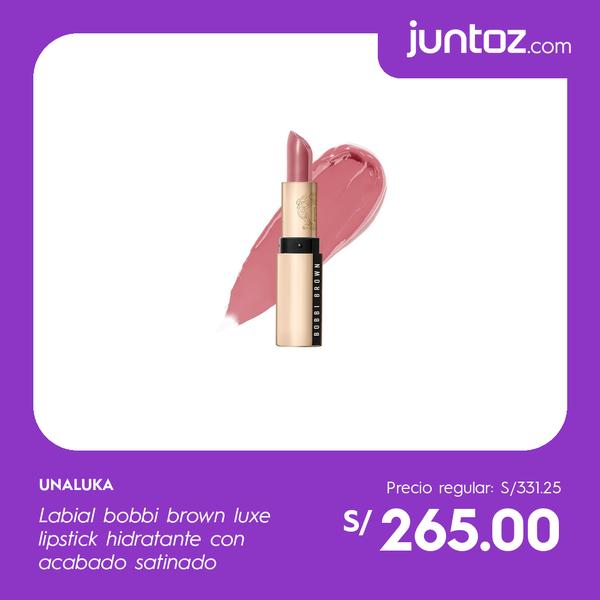 juntoz.com
BOBBI BROWN
UNALUKA
Labial bobbi brown luxe
lipstick hidratante con
acabado satinado
Precio regular: S/331.25
S/ 265.00